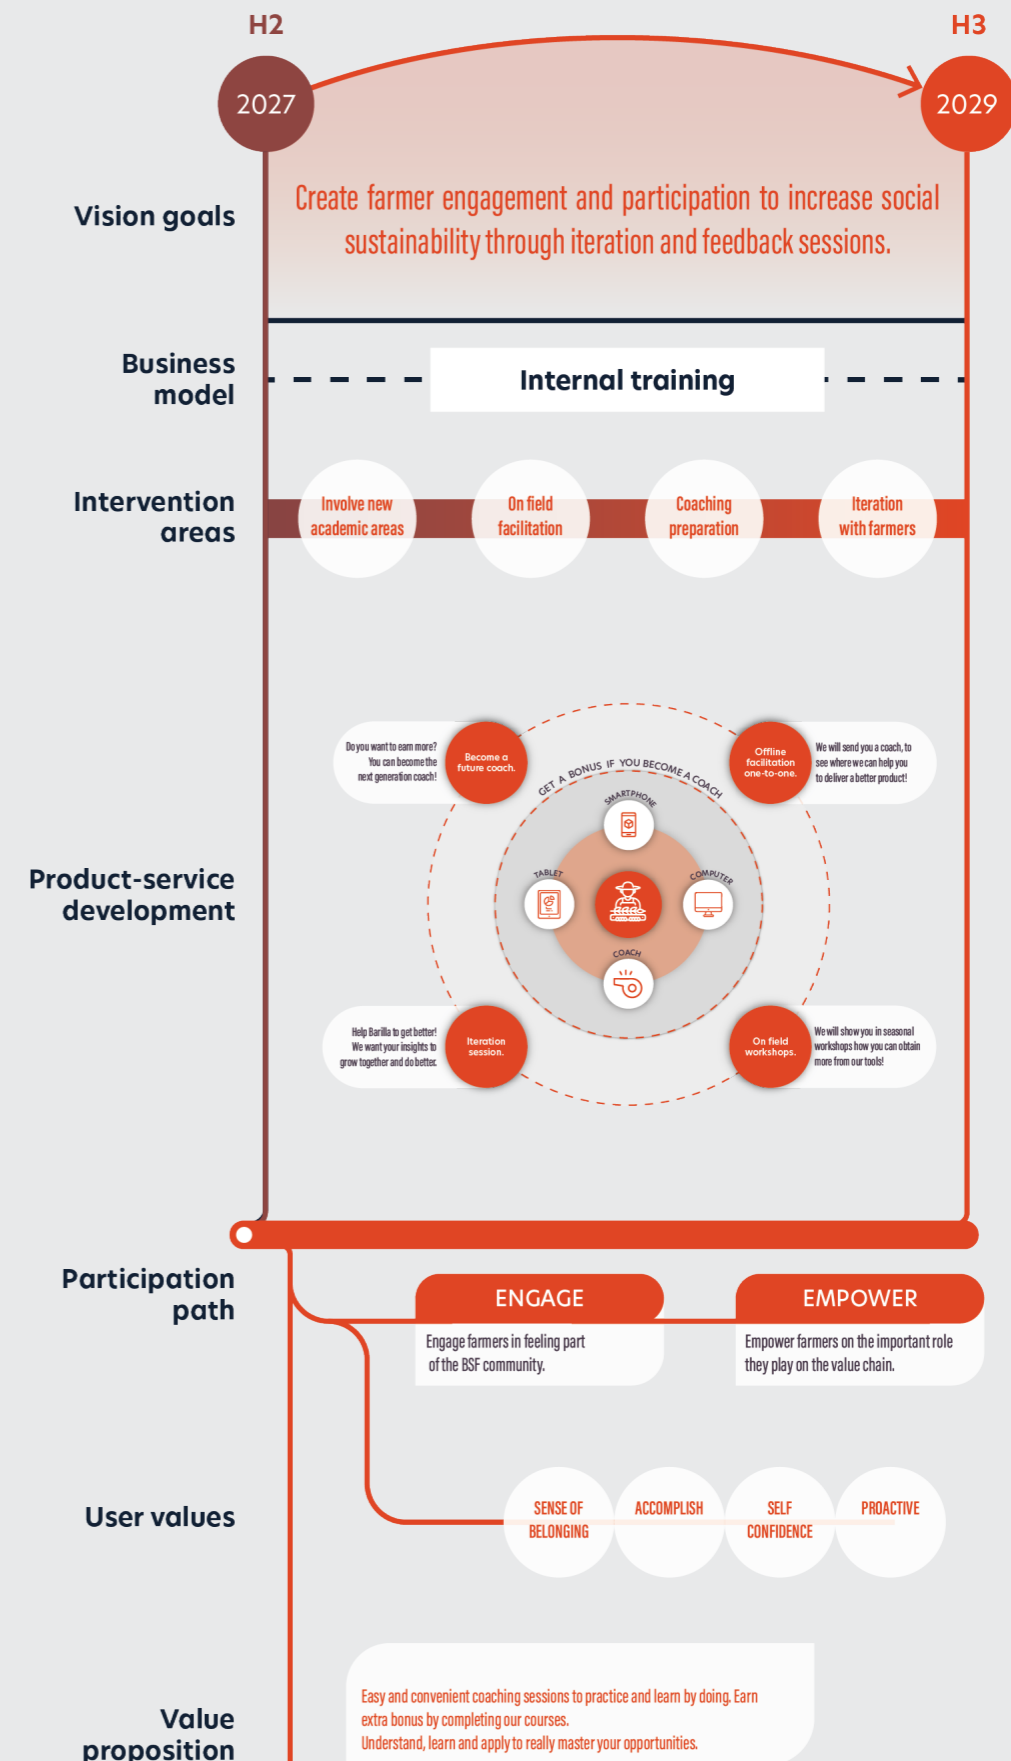 H2
H3
2027
2029
Vision goals
Create farmer engagement and participation to increase social
sustainability through iteration and feedback sessions.
Business
model
Internal training
Intervention
areas
Involve new
academic areas
On field
facilitation
Coaching
preparation
Iteration
with farmers
Product-service
development
Do you want to earn more?
You can become the
next generation coach!
Become a
future coach.
Offline
facilitation
one-to-one.
We will send you a coach, to
see where we can help you
to deliver a better product!
GET A BONUS IF YOU BECOME A COACH
SMARTPHONE
TABLET
COMPUTER
COACH
Help Barilla to get better!
We want your insights to
grow together and do better.
Iteration
session.
On field
workshops.
We will show you in seasonal
workshops how you can obtain
more from our tools!
Participation
path
ENGAGE
Engage farmers in feeling part
of the BSF community.
EMPOWER
Empower farmers on the important role
they play on the value chain.
User values
SENSE OF
BELONGING
ACCOMPLISH
SELF
CONFIDENCE
PROACTIVE
Value
proposition
Easy and convenient coaching sessions to practice and learn by doing. Earn
extra bonus by completing our courses.
Understand, learn and apply to really master your opportunities.